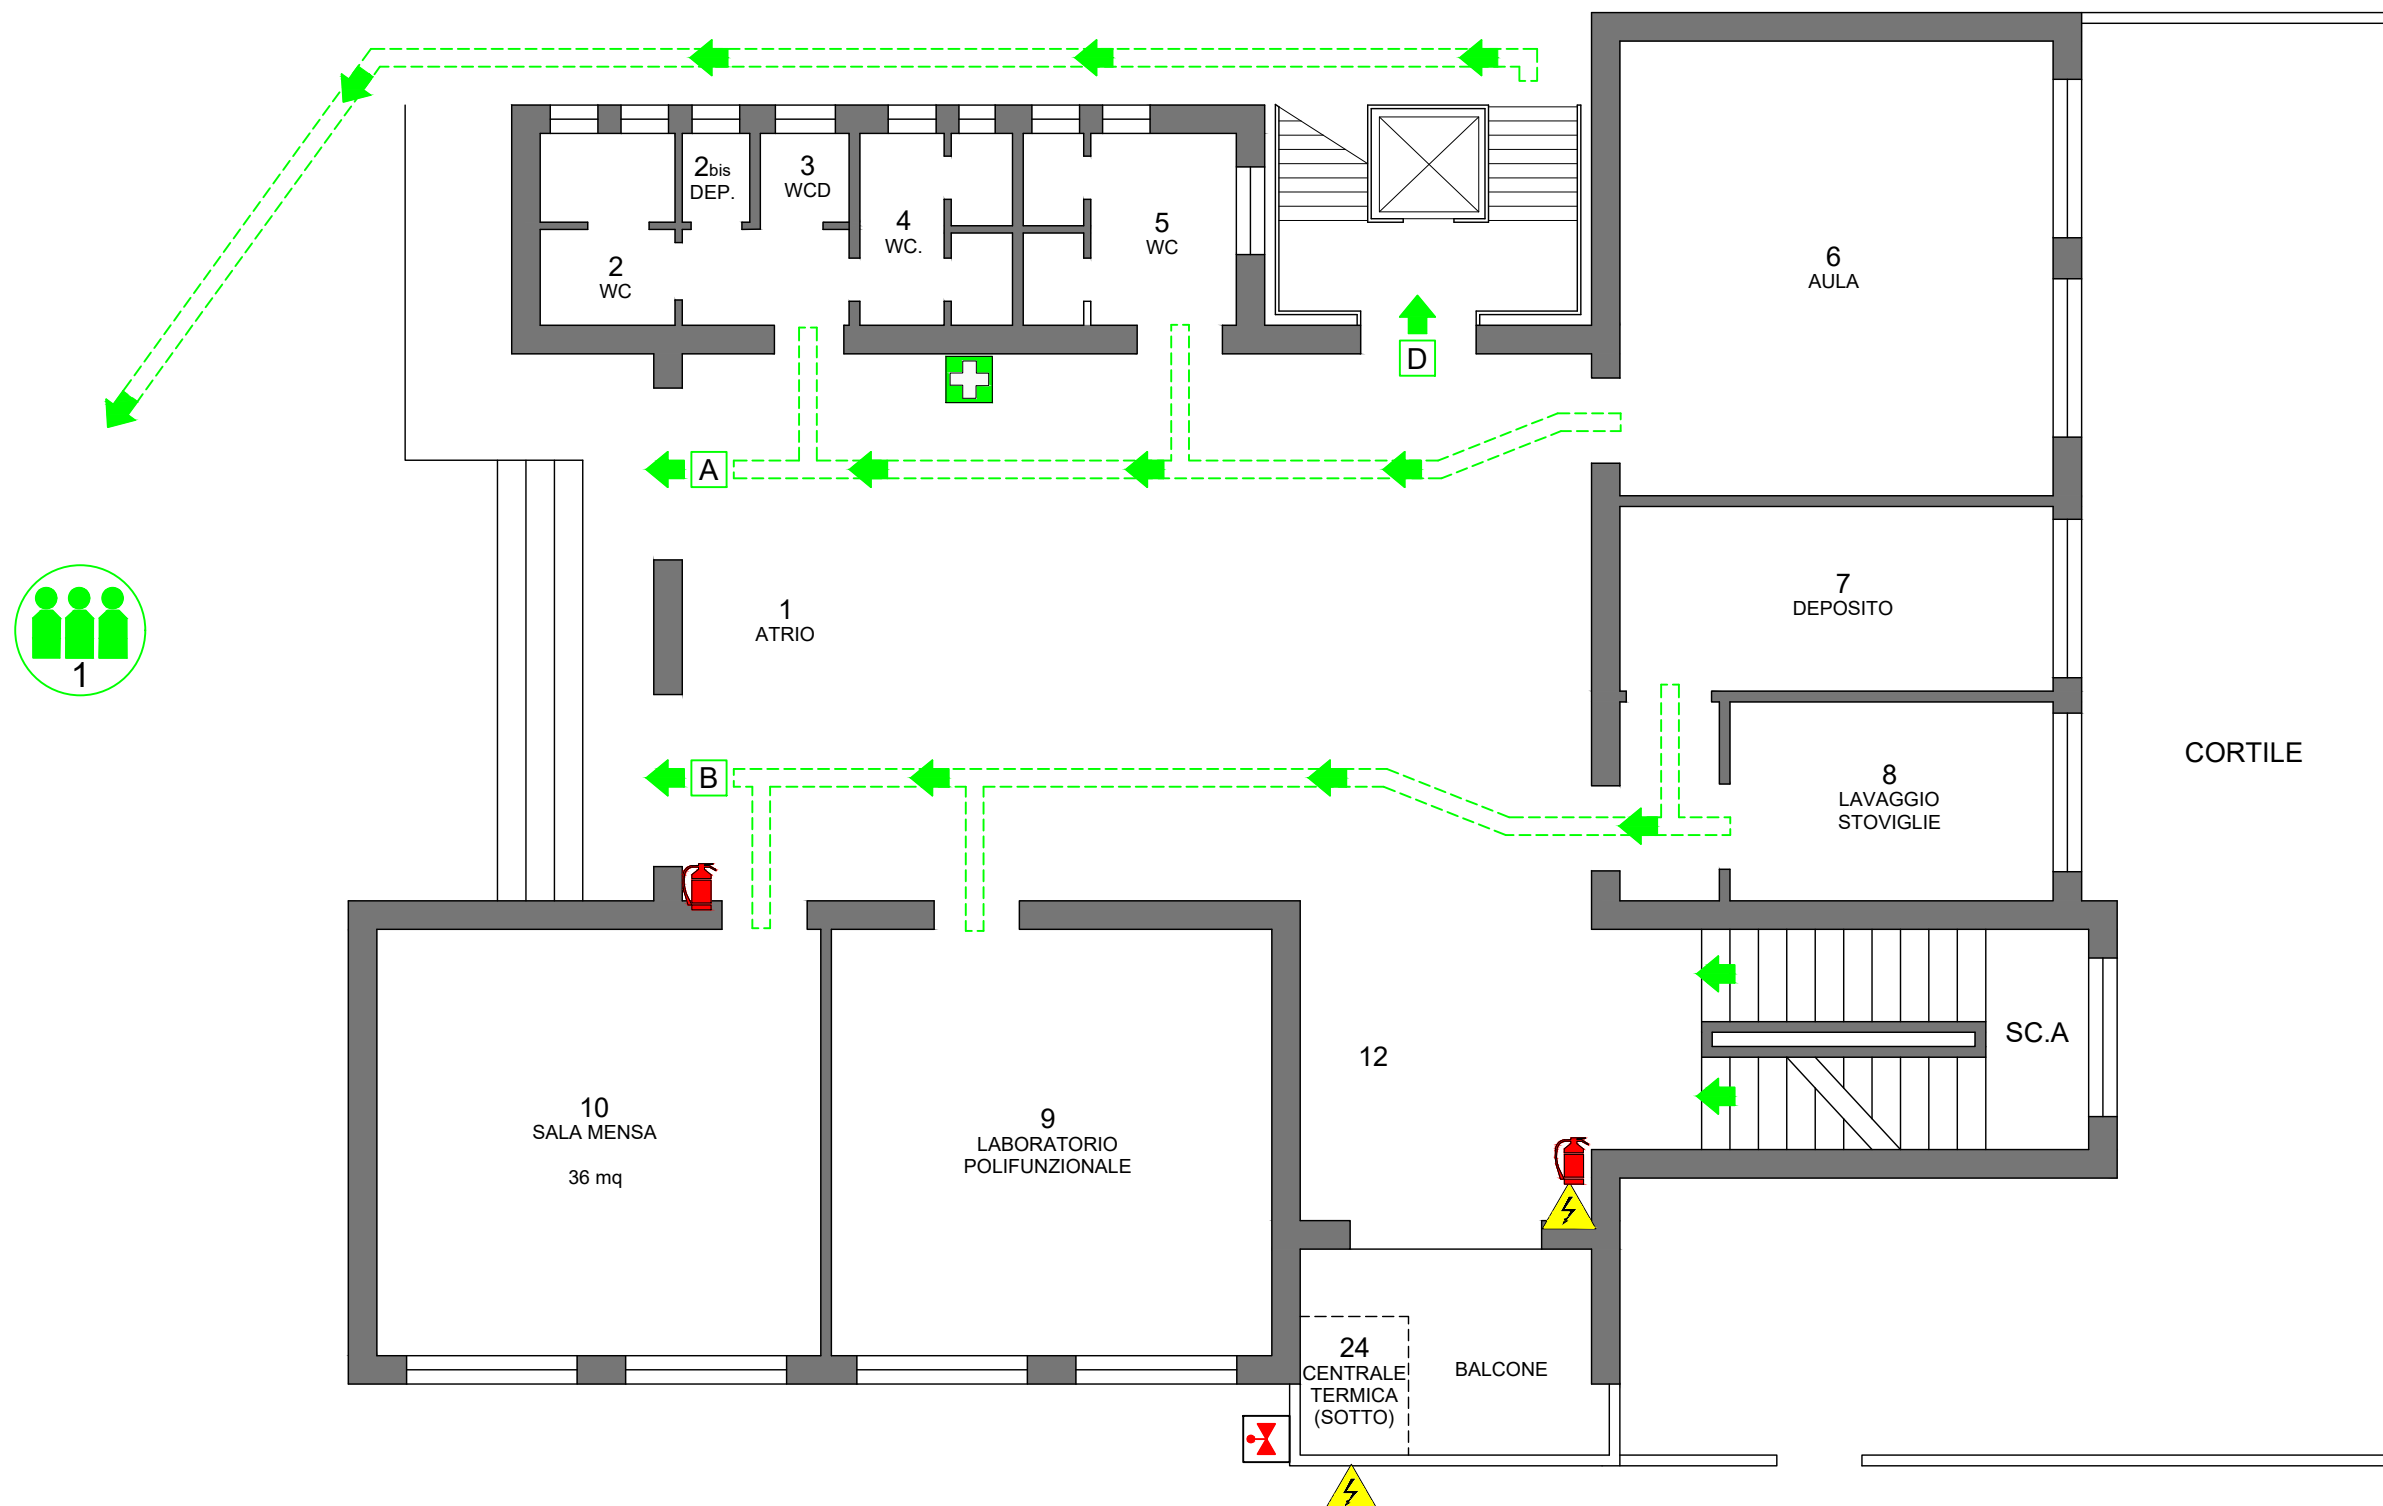 2bis
DEP.
3
WCD
4
WC.
5
WC
2
WC
6
AULA
D
A
7
DEPOSITO
1
ATRIO
1
B
8
LAVAGGIO
STOVIGLIE
CORTILE
SC.A
12
10
SALA MENSA
36 mq
9
LABORATORIO
POLIFUNZIONALE
24
CENTRALE
TERMICA
(SOTTO)
BALCONE